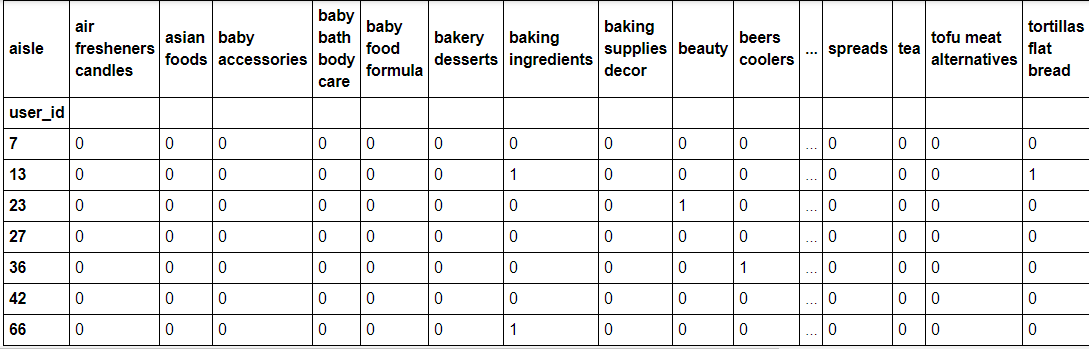 aisle air fresheners candles asian foods baby accessories baby bath body care baby food formula bakery desserts baking ingredients baking supplies decor beauty beers coolers ... spreads tea tofu meat alternatives tortillas flat bread
user_id
7 0 0 0 0 0 0 0 0 0 0 ... 0 0 0 0
13 0 0 0 0 0 0 1 0 0 0 ... 0 0 0 1
23 0 0 0 0 0 0 0 0 1 0 ... 0 0 0 0
27 0 0 0 0 0 0 0 0 0 0 ... 0 0 0 0
36 0 0 0 0 0 0 0 0 0 1 ... 0 0 0 0
42 0 0 0 0 0 0 0 0 0 0 ... 0 0 0 0
66 0 0 0 0 0 0 1 0 0 0 ... 0 0 0 0